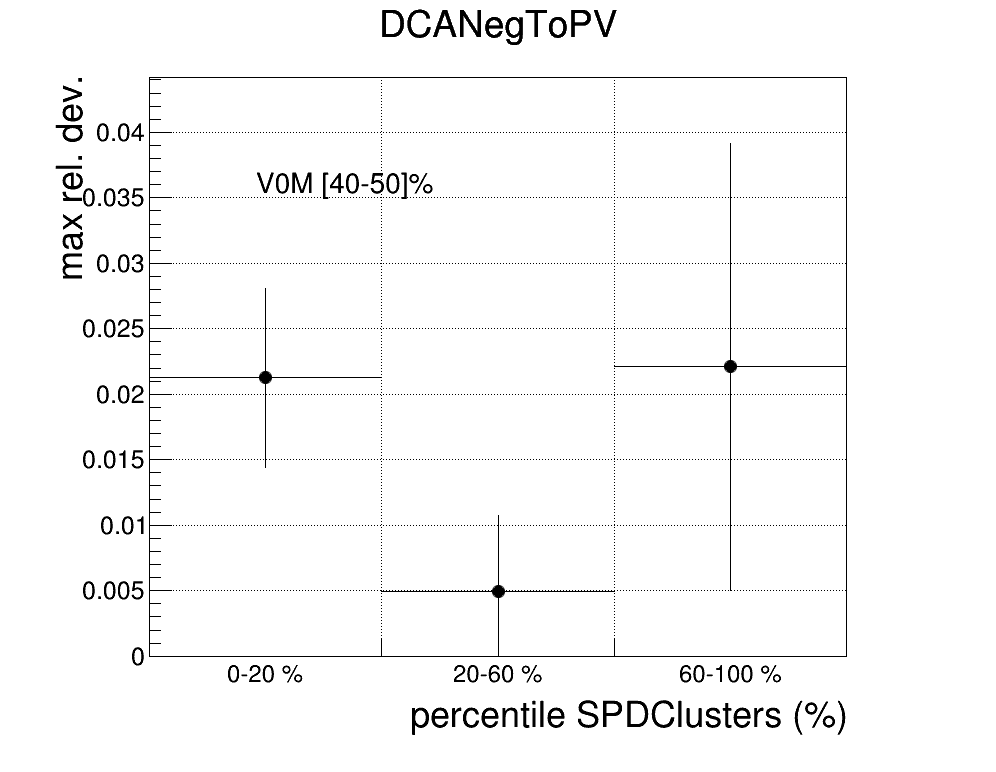 DCANegToPV
max rel. dev.
0.04
V0M [40-50]%
0.035
0.03
0.025
0.02
0.015
0.01
0.005
0
0-20 % 20-60 % 60-100 %
percentile SPDClusters (%)